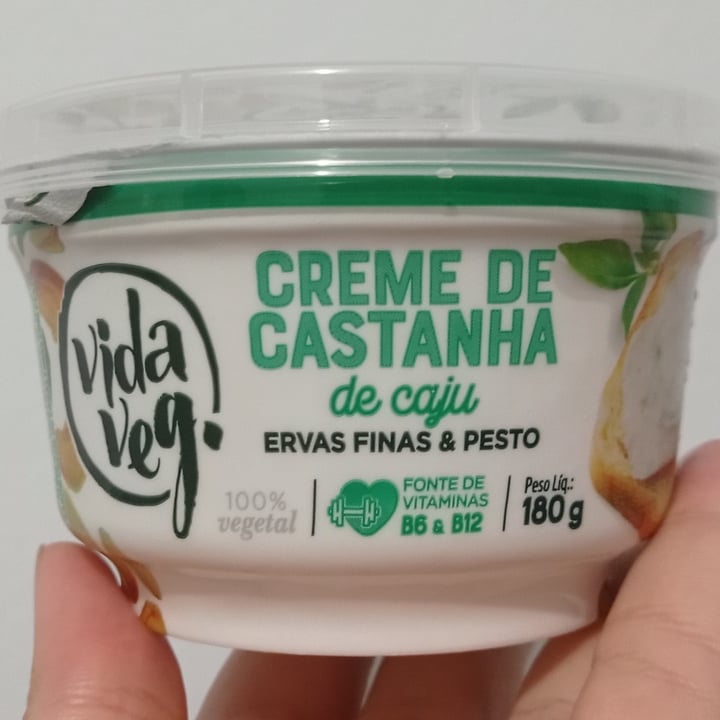 vida
veg.
CREME DE
CASTANHA
de caju
ERVAS FINAS & PESTO
100%
vegetal
FONTE DE
VITAMINAS
B6 & B12
Peso Líq.:
180 g